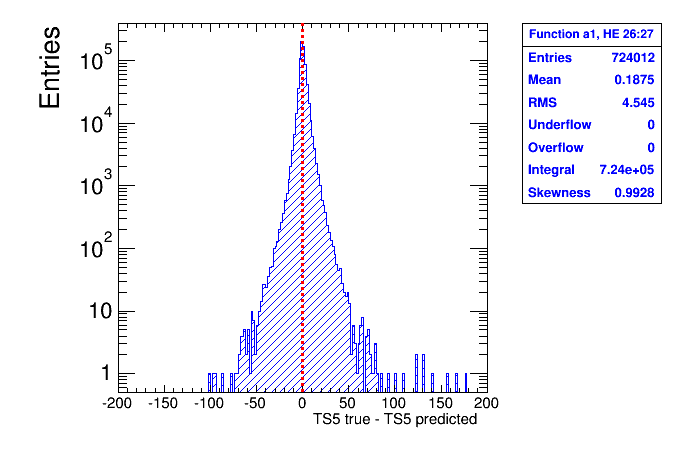 Entries
10^5
10^4
10^3
10^2
10
1
-200 -150 -100 -50 0 50 100 150 200
TS5 true - TS5 predicted
Function a1, HE 26:27
Entries 724012
Mean 0.1875
RMS 4.545
Underflow 0
Overflow 0
Integral 7.24e+05
Skewness 0.9928